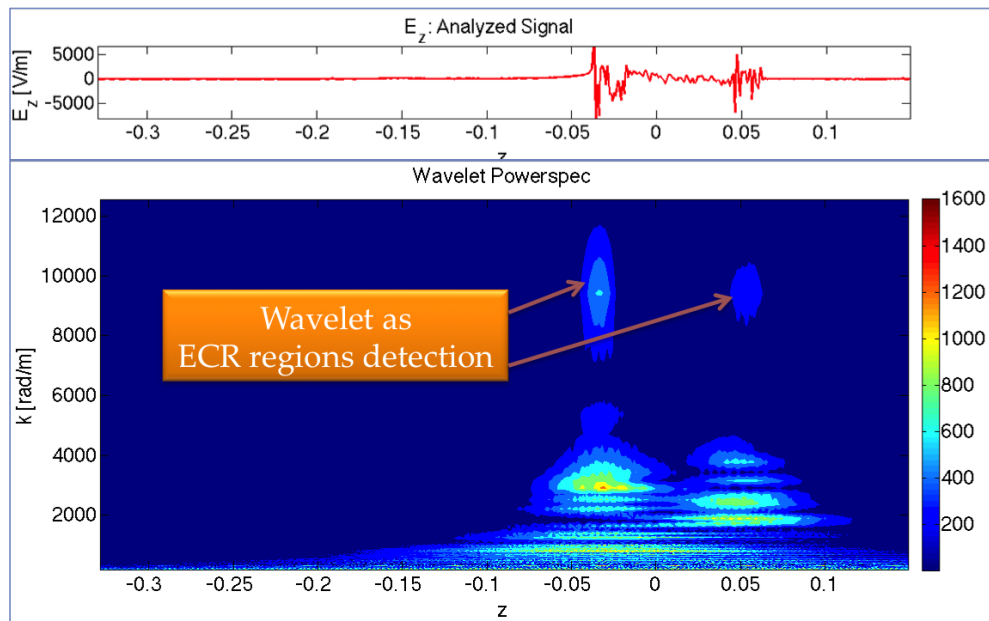 E_z: Analyzed Signal
E_z [V/m]
5000
0
-5000
-0.3 -0.25 -0.2 -0.15 -0.1 -0.05 0 0.05 0.1
z
Wavelet Powerspec
k [rad/m]
12000
10000
8000
6000
4000
2000
Wavelet as
ECR regions detection
-0.3 -0.25 -0.2 -0.15 -0.1 -0.05 0 0.05 0.1
z
1600
1400
1200
1000
800
600
400
200